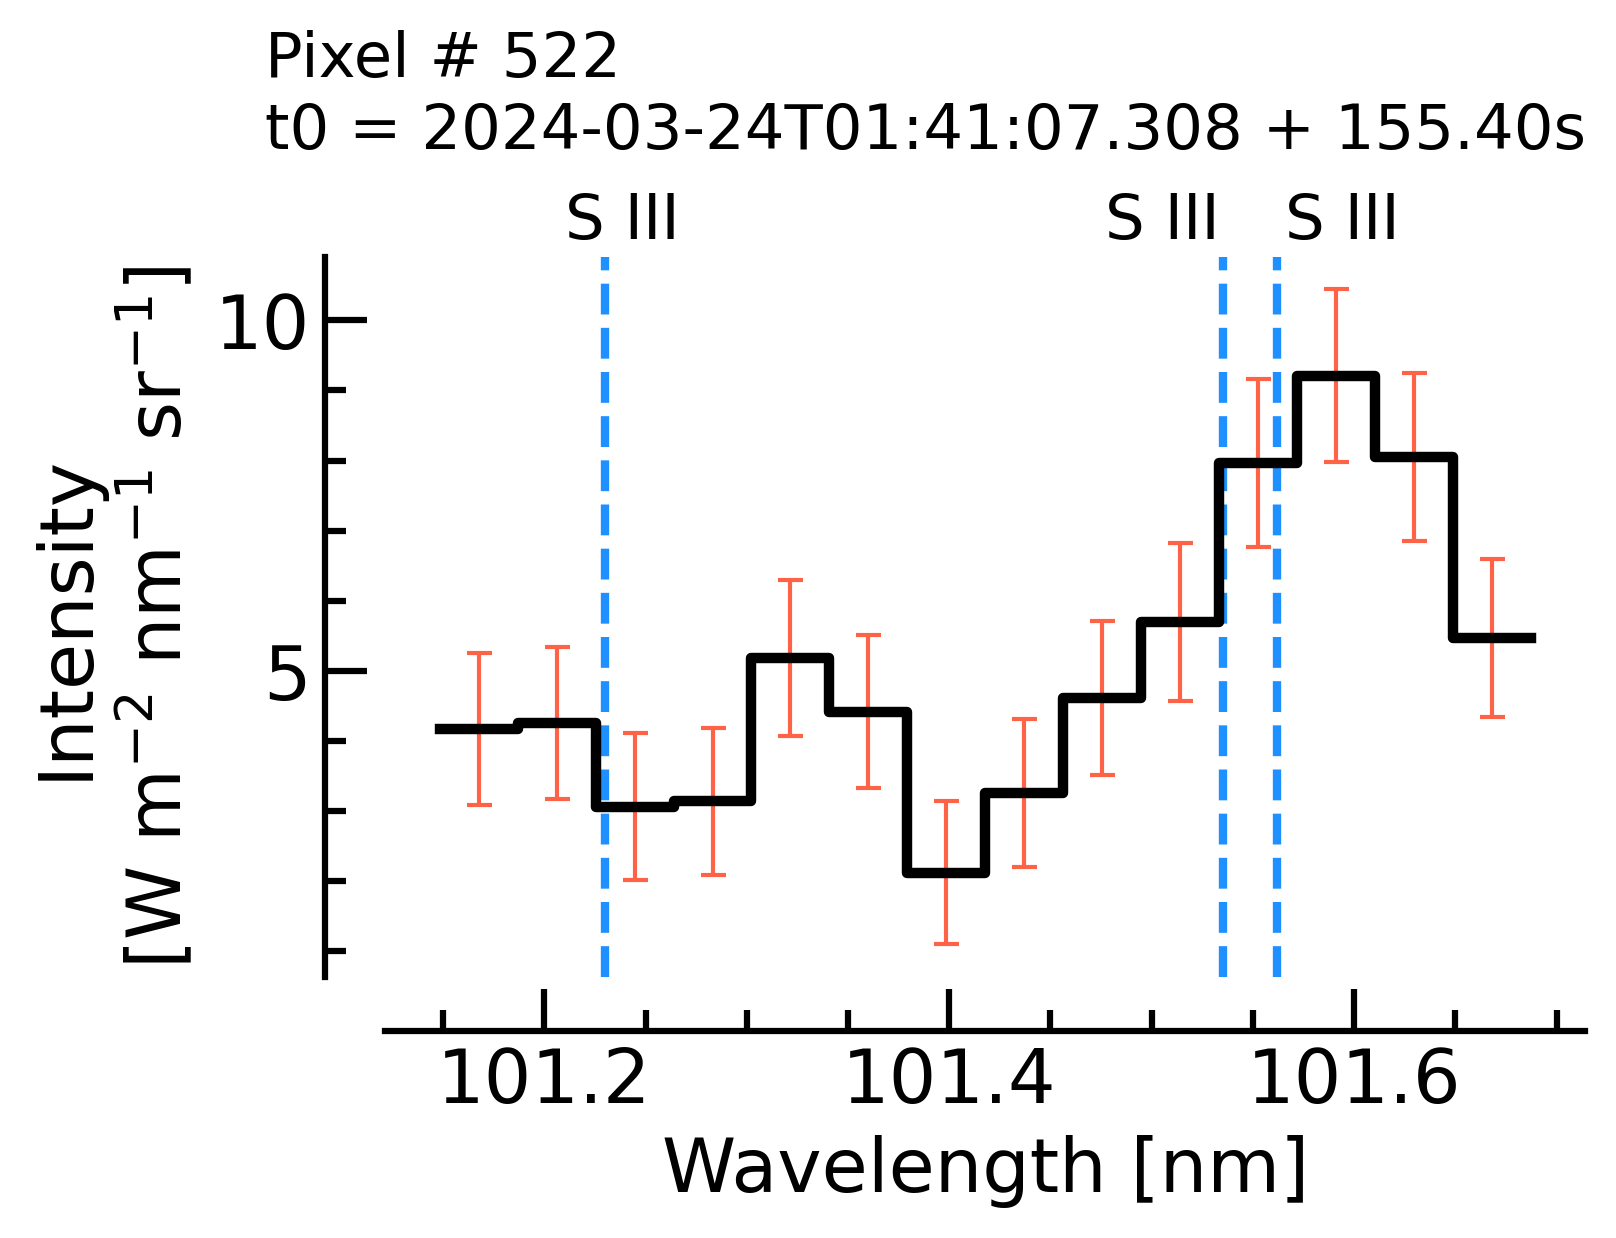 Pixel # 522
t0 = 2024-03-24T01:41:07.308 + 155.40s
S III S III S III
Intensity
[W m⁻² nm⁻¹ sr⁻¹]
10
5
101.2 101.4 101.6
Wavelength [nm]